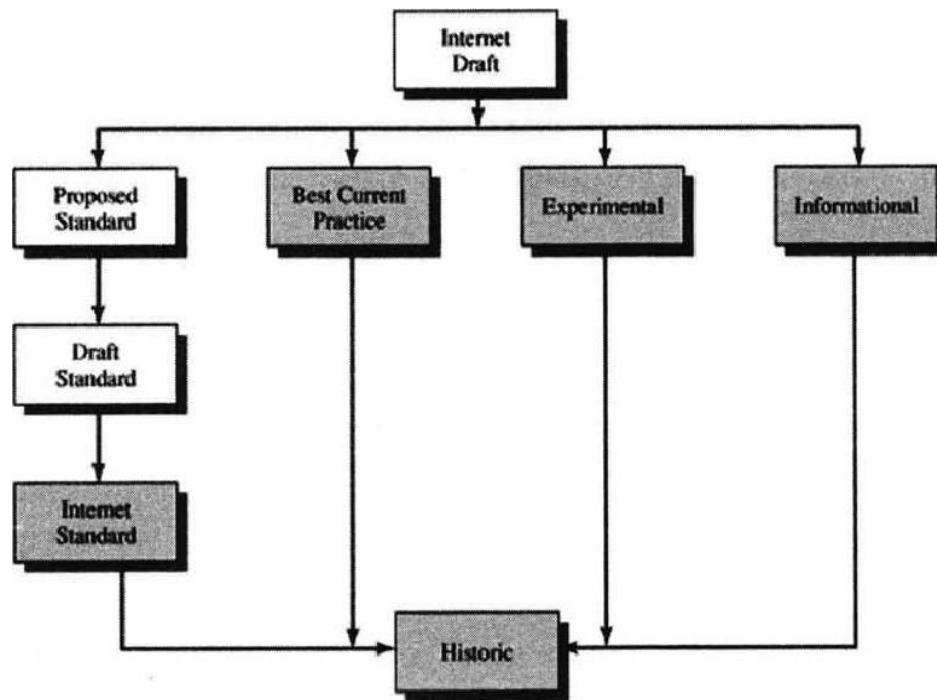 Internet
Draft
Proposed
Standard
Best Current
Practice
Experimental
Informational
Draft
Standard
Internet
Standard
Historic